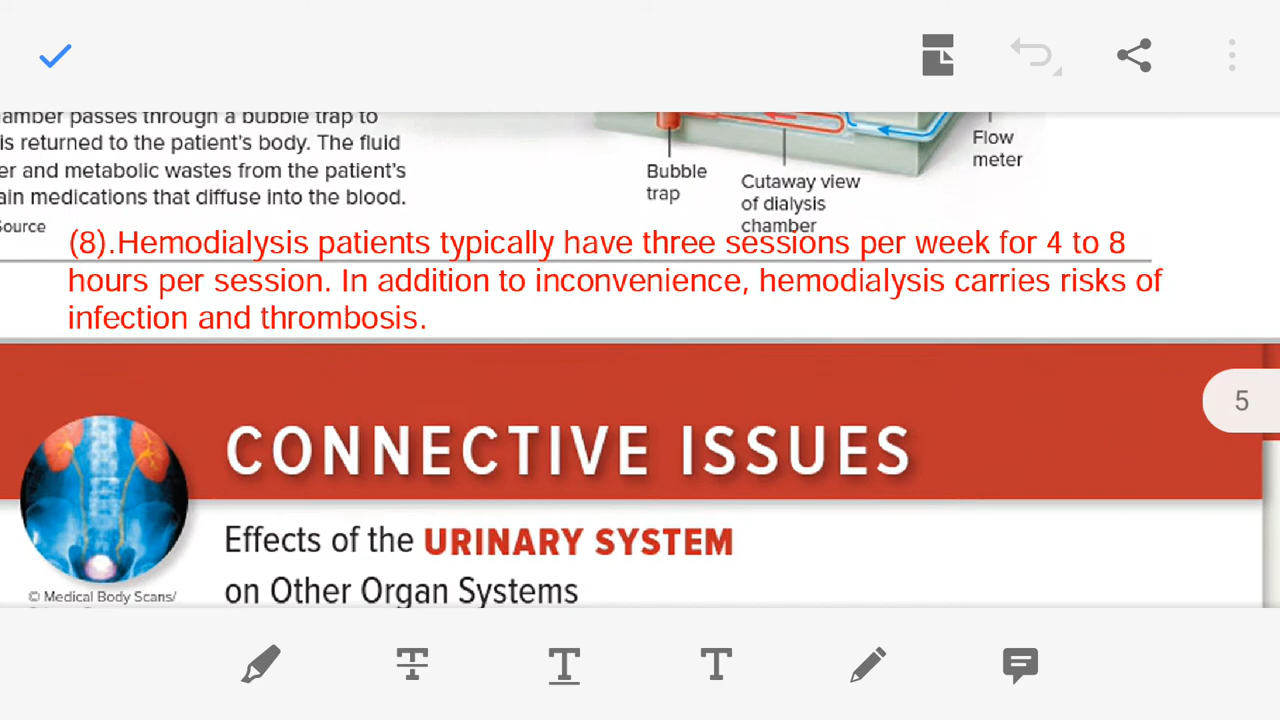 amber passes through a bubble trap to
is returned to the patient's body. The fluid
er and metabolic wastes from the patient's
ain medications that diffuse into the blood.
Source
Bubble
trap
Cutaway view
of dialysis
chamber
Flow
meter
(8).Hemodialysis patients typically have three sessions per week for 4 to 8
hours per session. In addition to inconvenience, hemodialysis carries risks of
infection and thrombosis.
5
CONNECTIVE ISSUES
Effects of the URINARY SYSTEM
on Other Organ Systems
© Medical Body Scans/